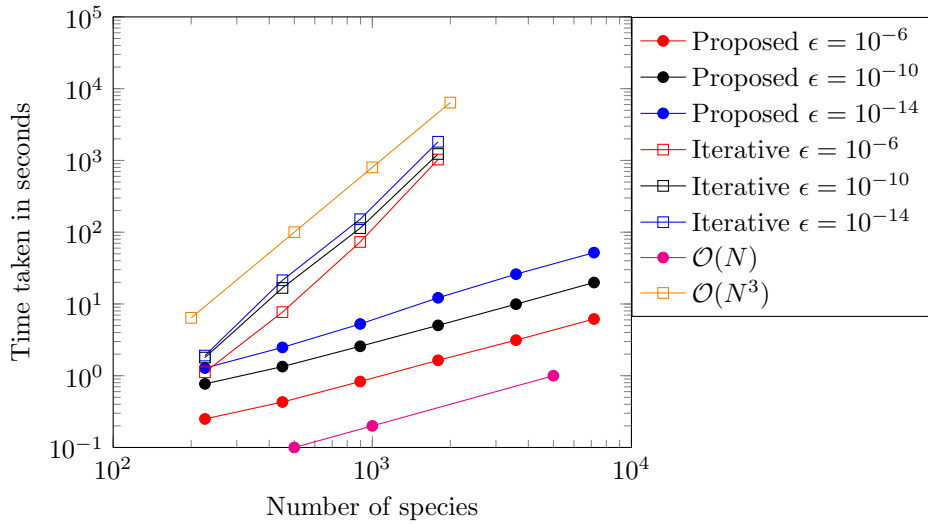 10^5
10^4
10^3
10^2
10^1
10^0
10^−1
10^2
10^3
10^4
Time taken in seconds
Number of species
Proposed ϵ = 10^−6
Proposed ϵ = 10^−10
Proposed ϵ = 10^−14
Iterative ϵ = 10^−6
Iterative ϵ = 10^−10
Iterative ϵ = 10^−14
𝒪(N)
𝒪(N^3)